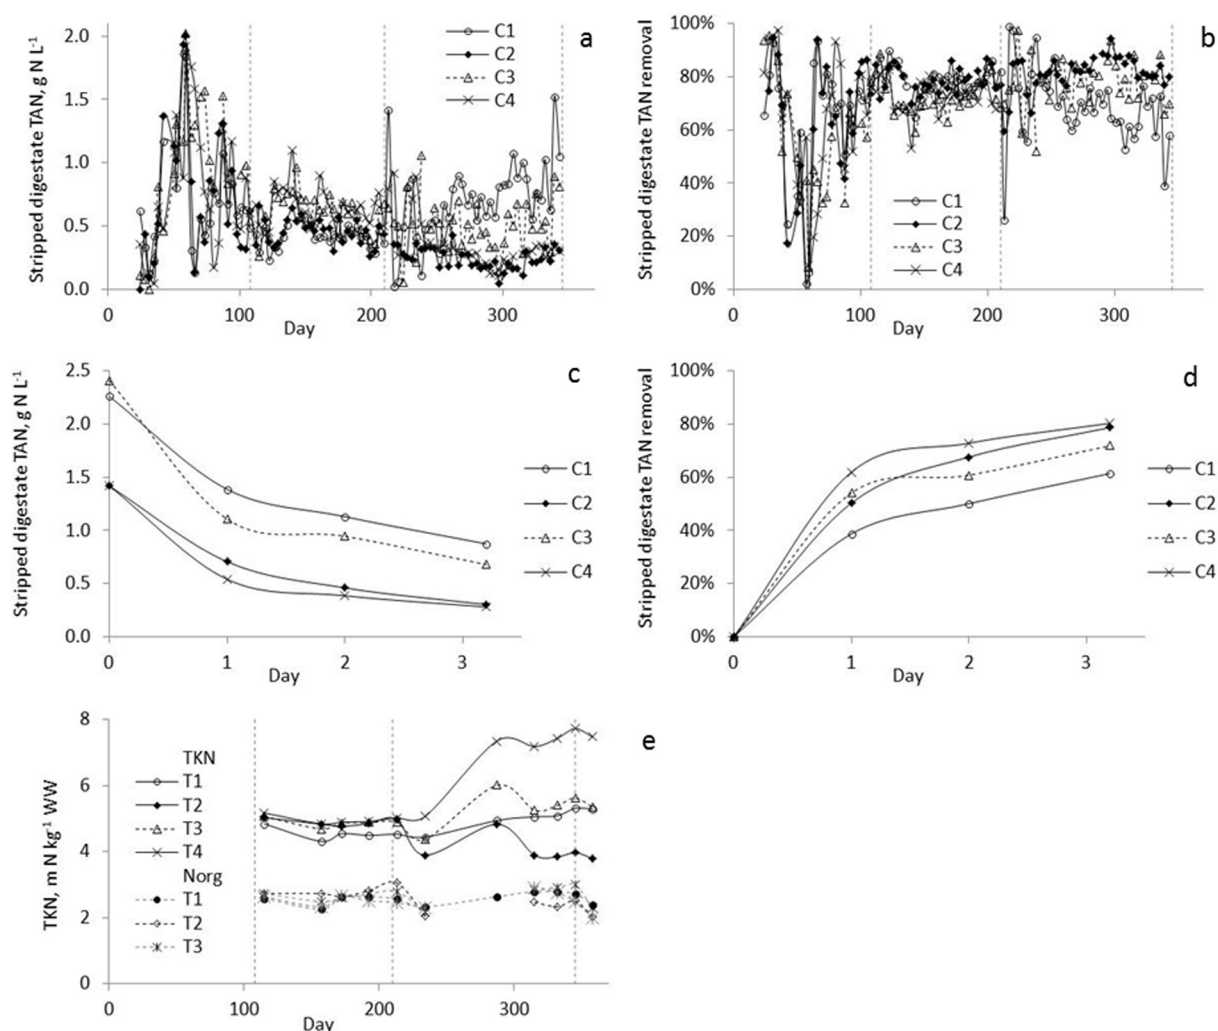 a
Stripped digestate TAN, g N L-1
2.0
1.5
1.0
0.5
0.0
C1
C2
C3
C4
0
100
200
300
Day
b
Stripped digestate TAN removal
100%
80%
60%
40%
20%
0%
C1
C2
C3
C4
0
100
200
300
Day
c
Stripped digestate TAN, g N L-1
2.5
2.0
1.5
1.0
0.5
0.0
C1
C2
C3
C4
0
1
2
3
Day
d
Stripped digestate TAN removal
100%
80%
60%
40%
20%
0%
C1
C2
C3
C4
0
1
2
3
Day
e
TKN, m N kg-1 WW
8
6
4
2
0
TKN
T1
T2
T3
T4
Norg
T1
T2
T3
0
100
200
300
Day